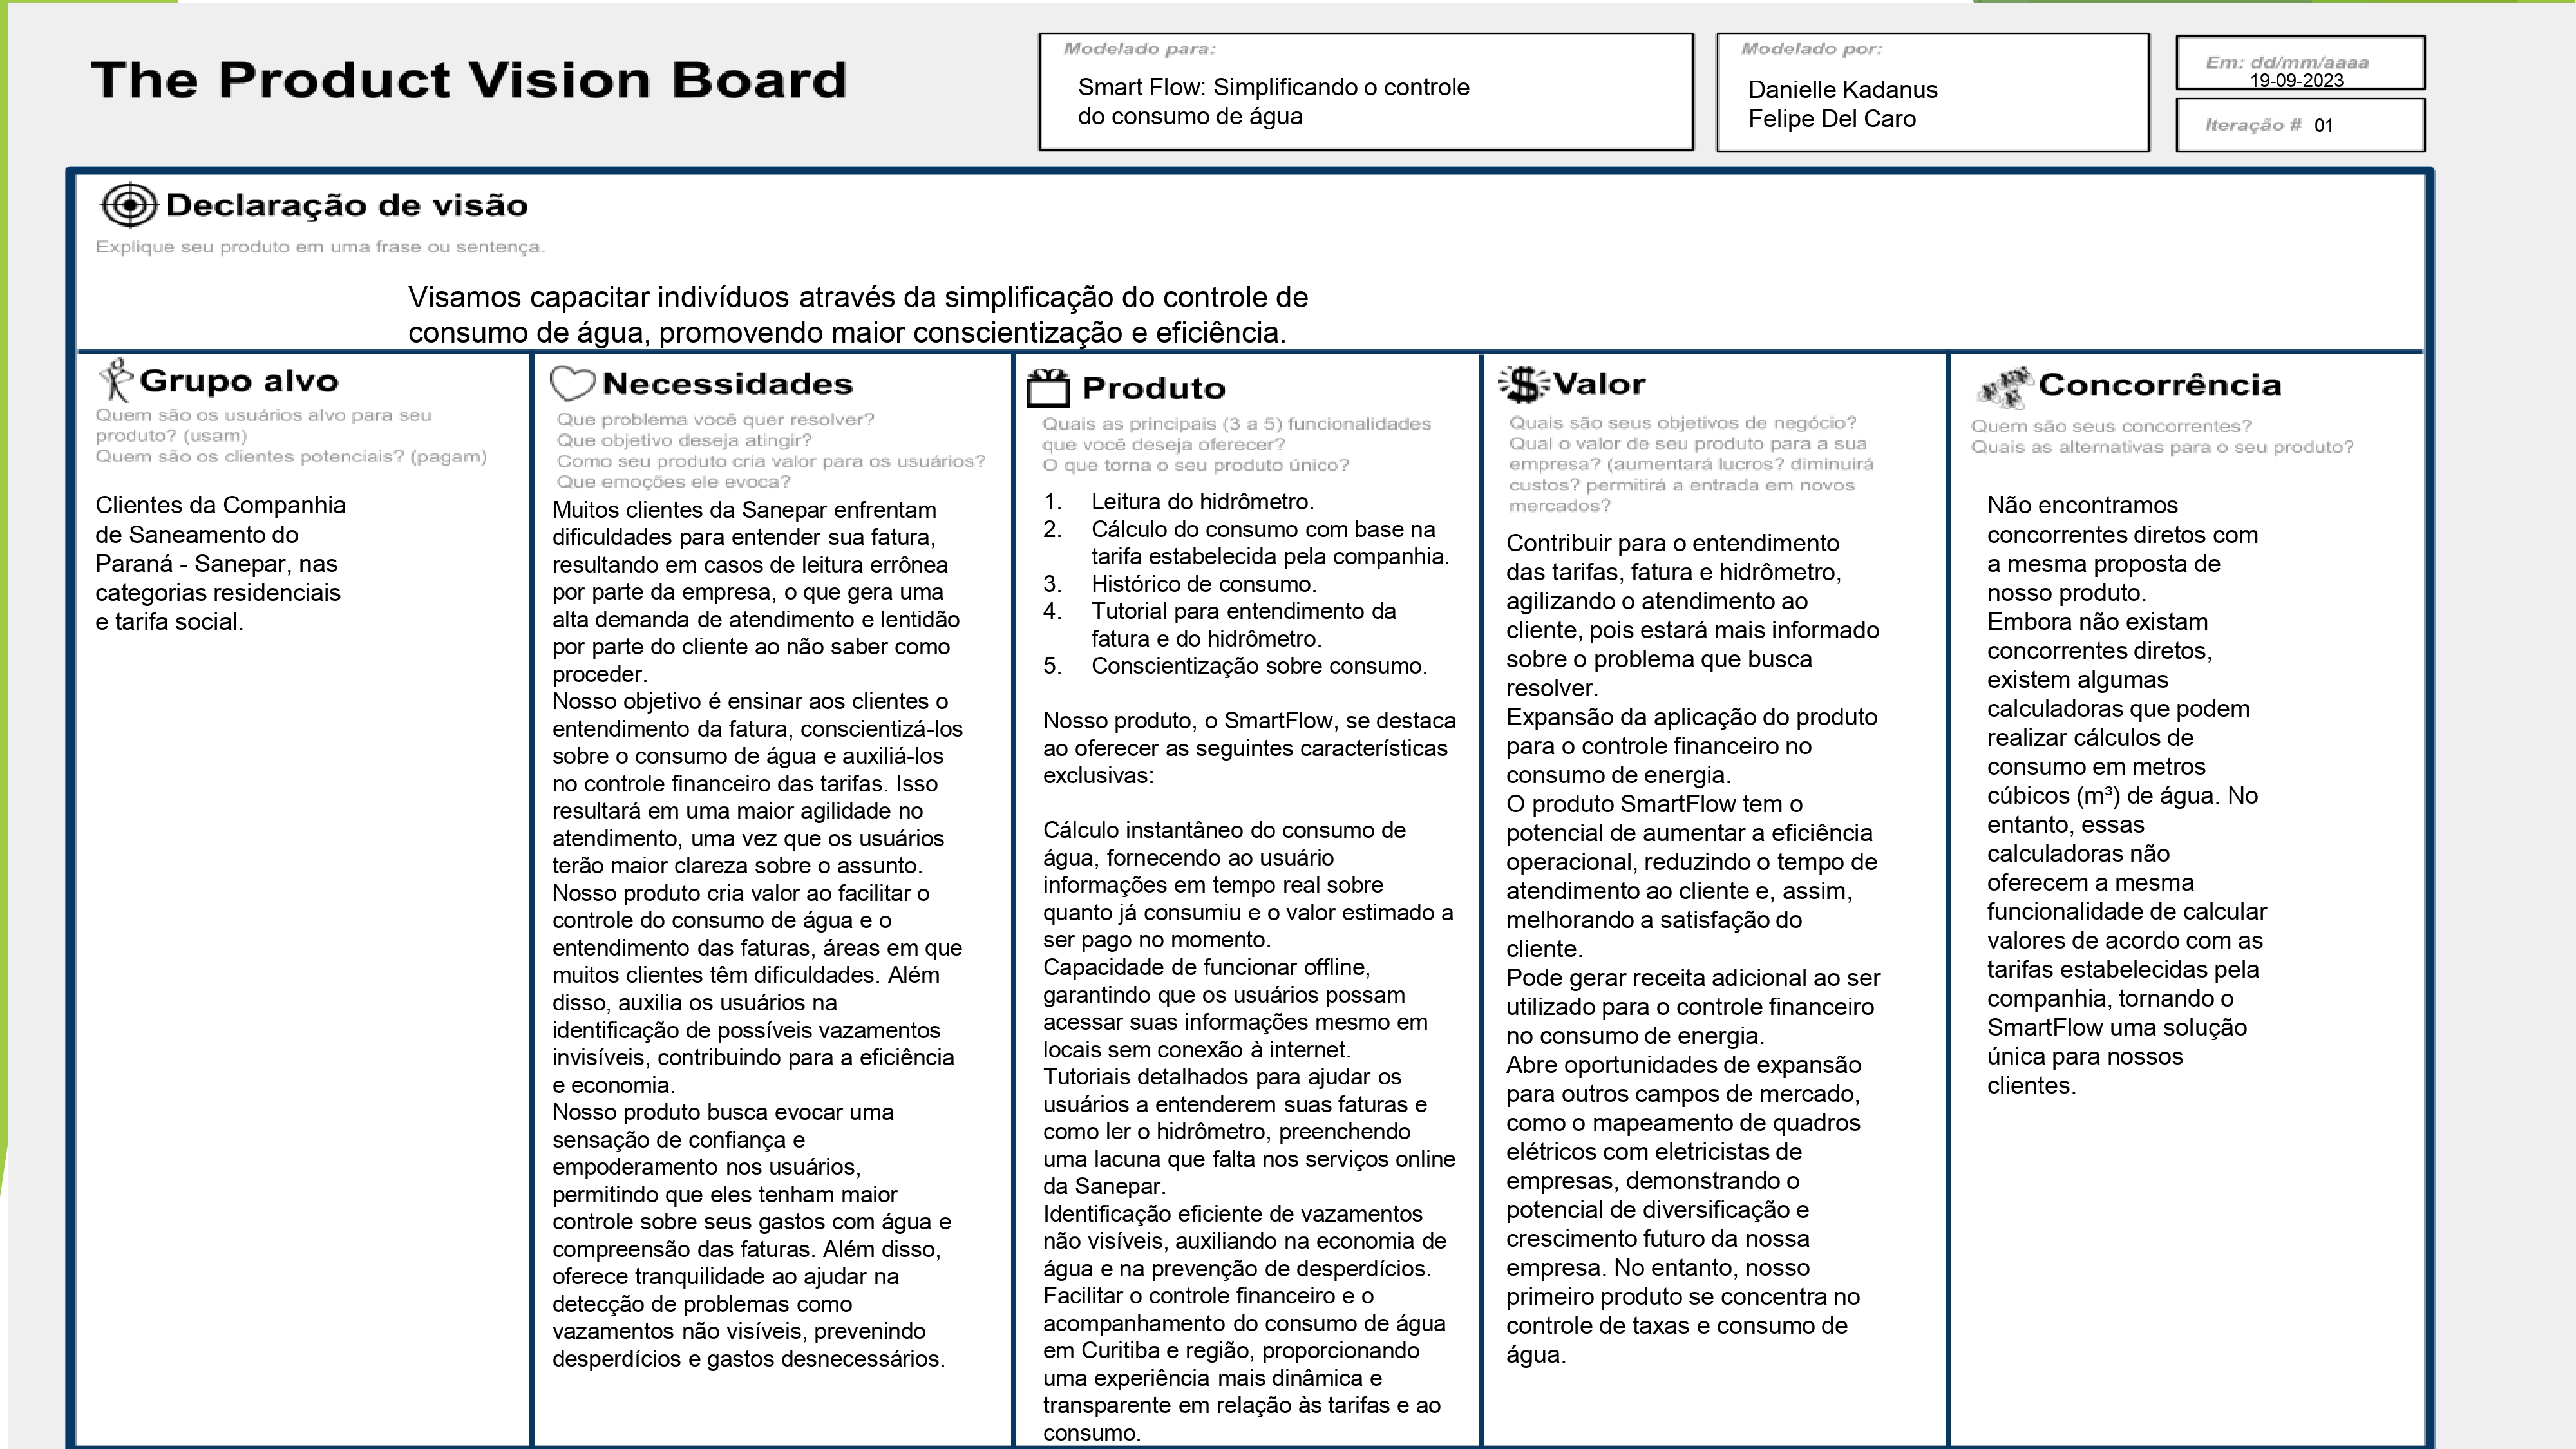 The Product Vision Board
Modelado para:
Smart Flow: Simplificando o controle
do consumo de água
Modelado por:
Danielle Kadanus
Felipe Del Caro
Em: dd/mm/aaaa
19-09-2023
Iteração # 01
Declaração de visão
Explique seu produto em uma frase ou sentença.
Visamos capacitar indivíduos através da simplificação do controle de
consumo de água, promovendo maior conscientização e eficiência.
Grupo alvo
Quem são os usuários alvo para seu
produto? (usam)
Quem são os clientes potenciais? (pagam)
Clientes da Companhia
de Saneamento do
Paraná - Sanepar, nas
categorias residenciais
e tarifa social.
Necessidades
Que problema você quer resolver?
Que objetivo deseja atingir?
Como seu produto cria valor para os usuários?
Que emoções ele evoca?
Muitos clientes da Sanepar enfrentam
dificuldades para entender sua fatura,
resultando em casos de leitura errônea
por parte da empresa, o que gera uma
alta demanda de atendimento e lentidão
por parte do cliente ao não saber como
proceder.
Nosso objetivo é ensinar aos clientes o
entendimento da fatura, conscientizá-los
sobre o consumo de água e auxiliá-los
no controle financeiro das tarifas. Isso
resultará em uma maior agilidade no
atendimento, uma vez que os usuários
terão maior clareza sobre o assunto.
Nosso produto cria valor ao facilitar o
controle do consumo de água e o
entendimento das faturas, áreas em que
muitos clientes têm dificuldades. Além
disso, auxilia os usuários na
identificação de possíveis vazamentos
invisíveis, contribuindo para a eficiência
e economia.
Nosso produto busca evocar uma
sensação de confiança e
empoderamento nos usuários,
permitindo que eles tenham maior
controle sobre seus gastos com água e
compreensão das faturas. Além disso,
oferece tranquilidade ao ajudar na
detecção de problemas como
vazamentos não visíveis, prevenindo
desperdícios e gastos desnecessários.
Produto
Quais as principais (3 a 5) funcionalidades
que você deseja oferecer?
O que torna o seu produto único?
1. Leitura do hidrômetro.
2. Cálculo do consumo com base na
tarifa estabelecida pela companhia.
3. Histórico de consumo.
4. Tutorial para entendimento da
fatura e do hidrômetro.
5. Conscientização sobre consumo.
Nosso produto, o SmartFlow, se destaca
ao oferecer as seguintes características
exclusivas:
Cálculo instantâneo do consumo de
água, fornecendo ao usuário
informações em tempo real sobre
quanto já consumiu e o valor estimado a
ser pago no momento.
Capacidade de funcionar offline,
garantindo que os usuários possam
acessar suas informações mesmo em
locais sem conexão à internet.
Tutoriais detalhados para ajudar os
usuários a entenderem suas faturas e
como ler o hidrômetro, preenchendo
uma lacuna que falta nos serviços online
da Sanepar.
Identificação eficiente de vazamentos
não visíveis, auxiliando na economia de
água e na prevenção de desperdícios.
Facilitar o controle financeiro e o
acompanhamento do consumo de água
em Curitiba e região, proporcionando
uma experiência mais dinâmica e
transparente em relação às tarifas e ao
consumo.
Valor
Quais são seus objetivos de negócio?
Qual o valor de seu produto para a sua
empresa? (aumentará lucros? diminuirá
custos? permitirá a entrada em novos
mercados?
Contribuir para o entendimento
das tarifas, fatura e hidrômetro,
agilizando o atendimento ao
cliente, pois estará mais informado
sobre o problema que busca
resolver.
Expansão da aplicação do produto
para o controle financeiro no
consumo de energia.
O produto SmartFlow tem o
potencial de aumentar a eficiência
operacional, reduzindo o tempo de
atendimento ao cliente e, assim,
melhorando a satisfação do
cliente.
Pode gerar receita adicional ao ser
utilizado para o controle financeiro
no consumo de energia.
Abre oportunidades de expansão
para outros campos de mercado,
como o mapeamento de quadros
elétricos com eletricistas de
empresas, demonstrando o
potencial de diversificação e
crescimento futuro da nossa
empresa. No entanto, nosso
primeiro produto se concentra no
controle de taxas e consumo de
água.
Concorrência
Quem são seus concorrentes?
Quais as alternativas para o seu produto?
Não encontramos
concorrentes diretos com
a mesma proposta de
nosso produto.
Embora não existam
concorrentes diretos,
existem algumas
calculadoras que podem
realizar cálculos de
consumo em metros
cúbicos (m³) de água. No
entanto, essas
calculadoras não
oferecem a mesma
funcionalidade de calcular
valores de acordo com as
tarifas estabelecidas pela
companhia, tornando o
SmartFlow uma solução
única para nossos
clientes.